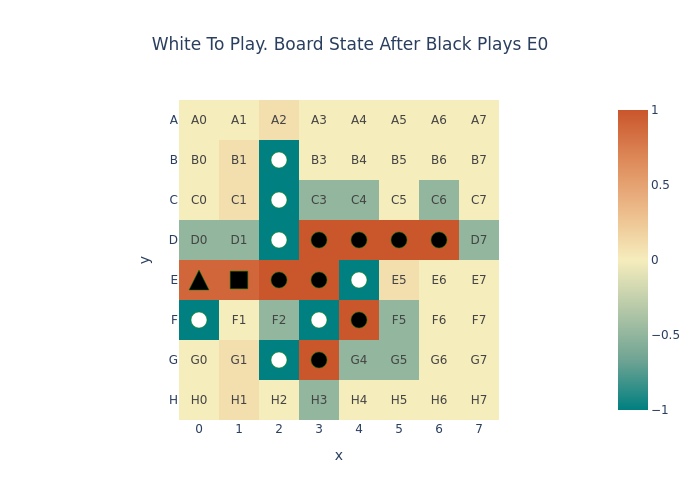 White To Play. Board State After Black Plays E0
A A0 A1 A2 A3 A4 A5 A6 A7
B B0 B1 B3 B4 B5 B6 B7
C C0 C1 C3 C4 C5 C6 C7
D D0 D1 D7
E E5 E6 E7
F F1 F2 F5 F6 F7
G G0 G1 G4 G5 G6 G7
H H0 H1 H2 H3 H4 H5 H6 H7
0 1 2 3 4 5 6 7
x
y
1
0.5
0
−0.5
−1